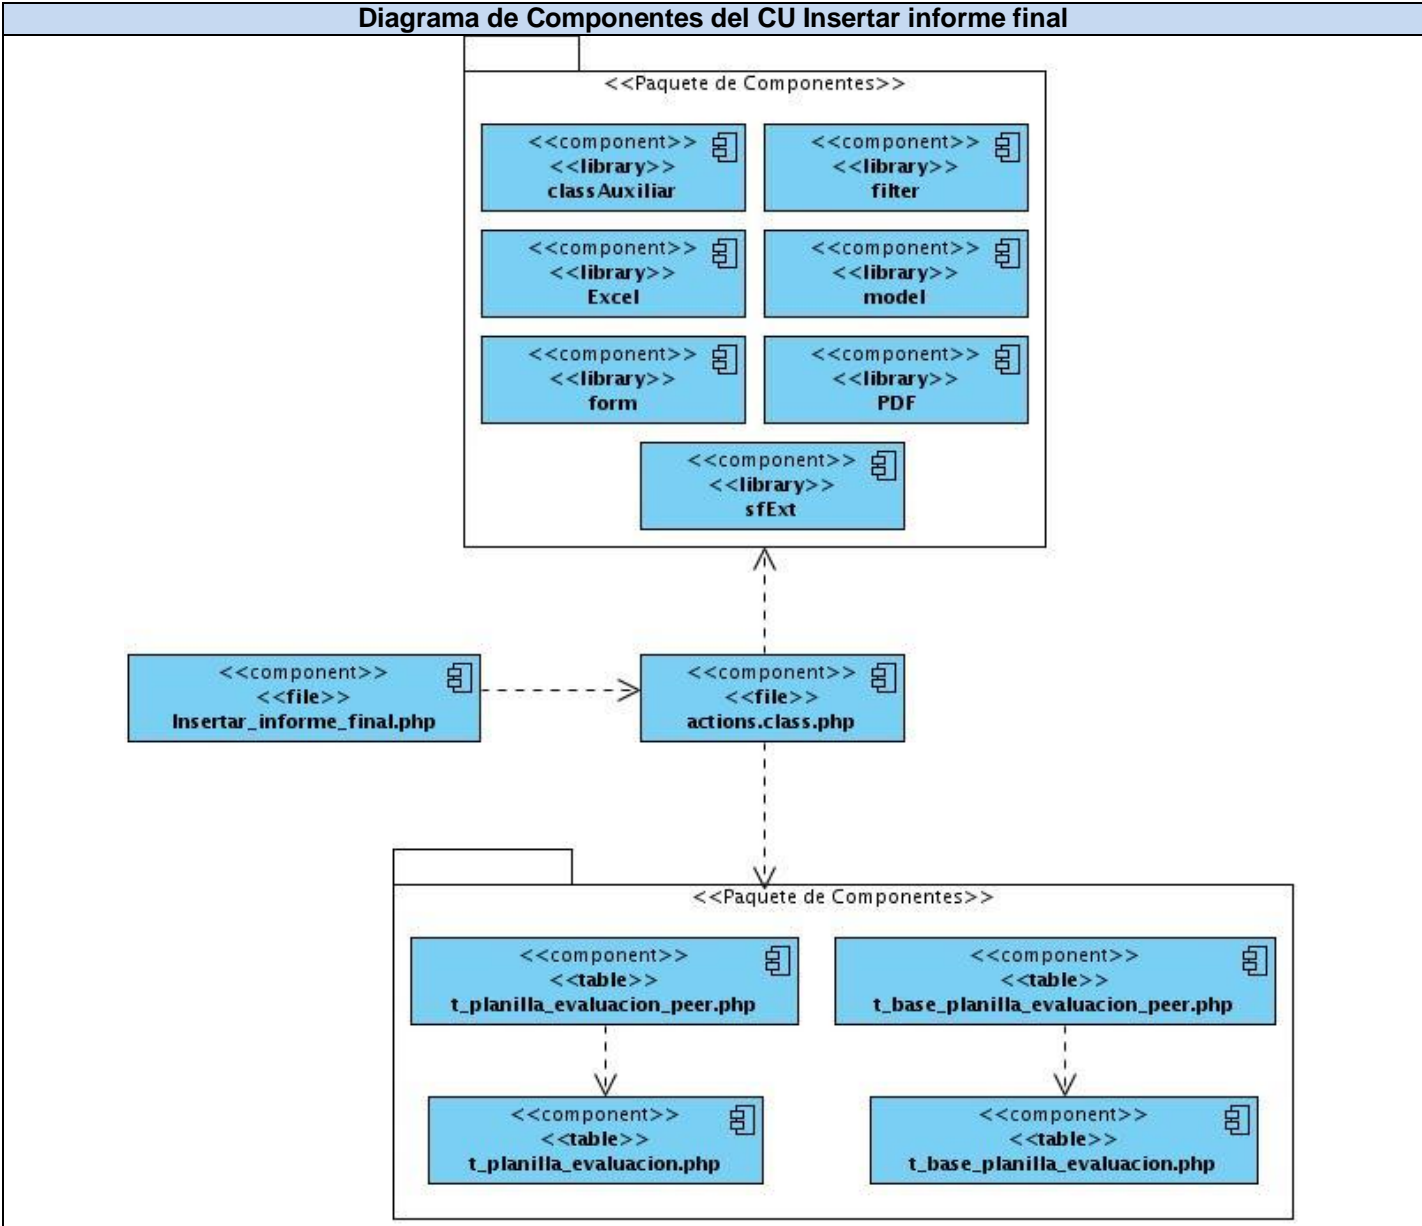 Diagrama de Componentes del CU Insertar informe final
<<Paquete de Componentes>>
<<component>>
<<library>>
classAuxiliar
<<component>>
<<library>>
filter
<<component>>
<<library>>
Excel
<<component>>
<<library>>
model
<<component>>
<<library>>
form
<<component>>
<<library>>
PDF
<<component>>
<<library>>
sfExt
<<component>>
<<file>>
Insertar_informe_final.php
<<component>>
<<file>>
actions.class.php
<<Paquete de Componentes>>
<<component>>
<<table>>
t_planilla_evaluacion_peer.php
<<component>>
<<table>>
t_base_planilla_evaluacion_peer.php
<<component>>
<<table>>
t_planilla_evaluacion.php
<<component>>
<<table>>
t_base_planilla_evaluacion.php